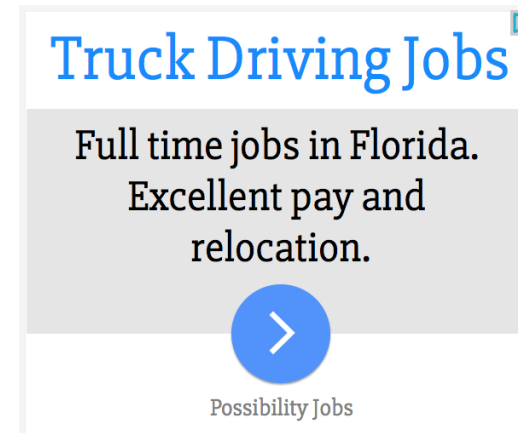 Truck Driving Jobs
Full time jobs in Florida.
Excellent pay and
relocation.
Possibility Jobs